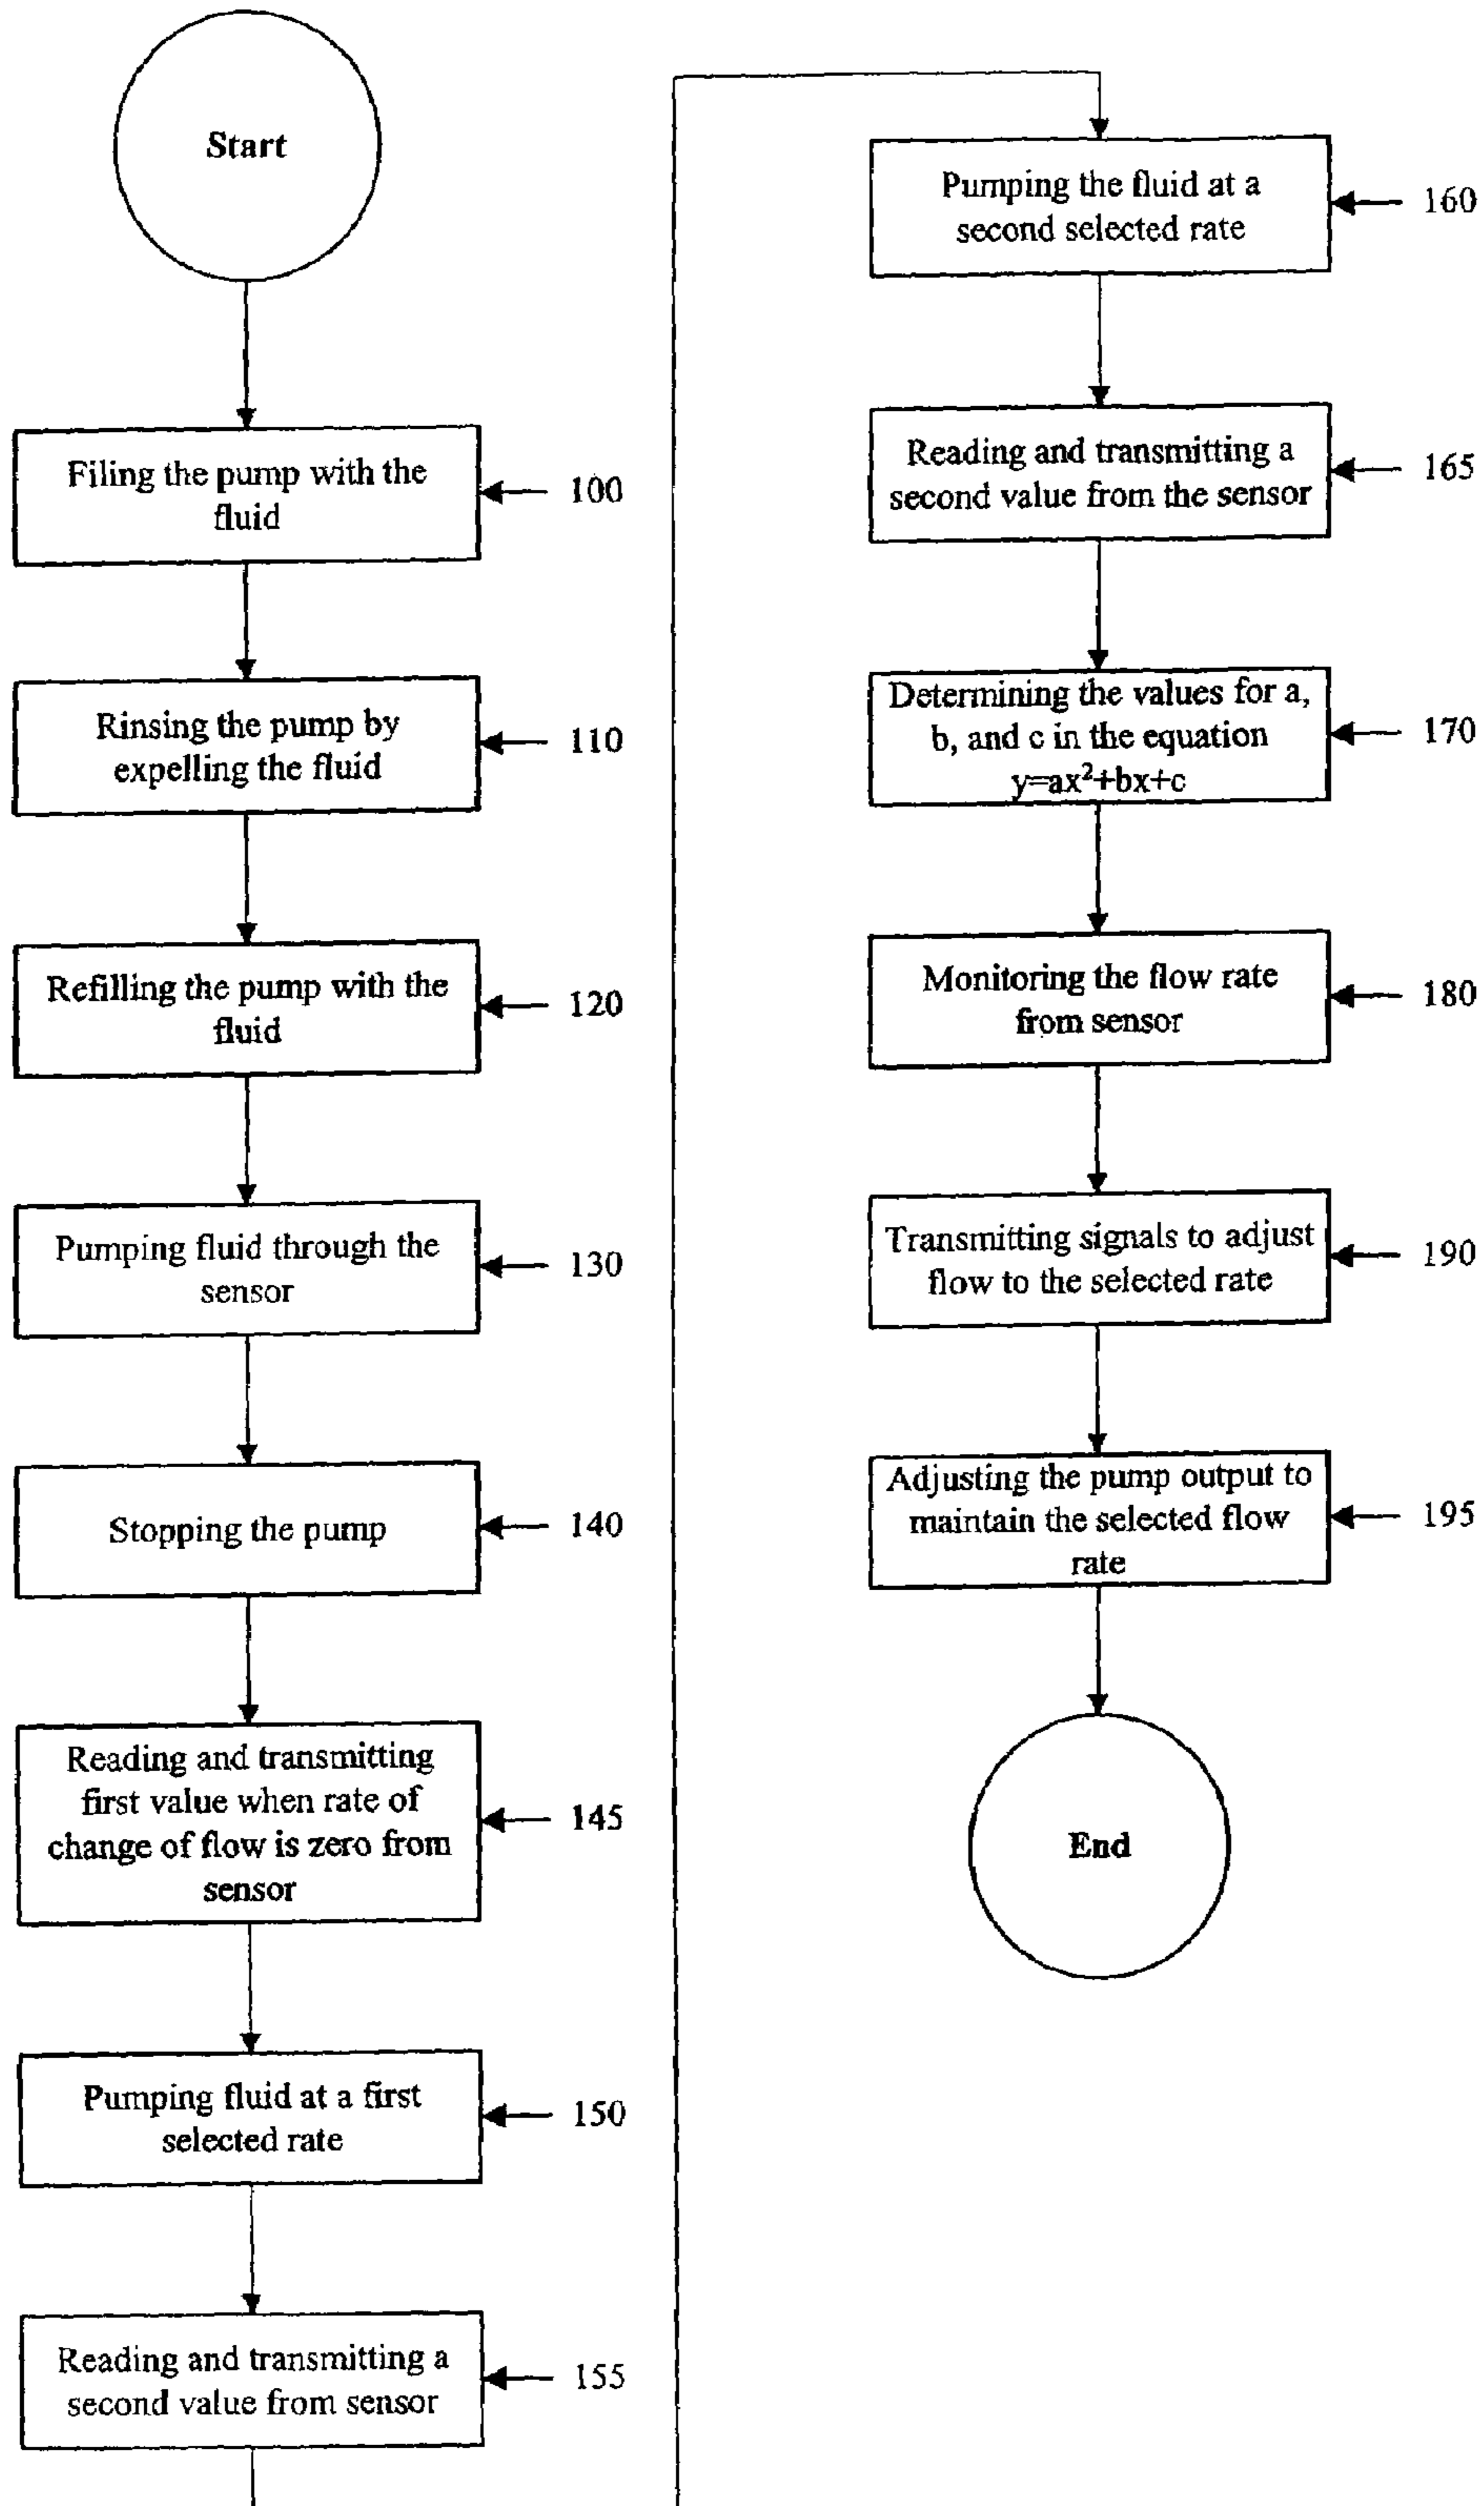 Start
Filing the pump with the
fluid
100
Rinsing the pump by
expelling the fluid
110
Refilling the pump with the
fluid
120
Pumping fluid through the
sensor
130
Stopping the pump
140
Reading and transmitting
first value when rate of
change of flow is zero from
sensor
145
Pumping fluid at a first
selected rate
150
Reading and transmitting a
second value from sensor
155
Pumping the fluid at a
second selected rate
160
Reading and transmitting a
second value from the sensor
165
Determining the values for a,
b, and c in the equation
y=ax²+bx+c
170
Monitoring the flow rate
from sensor
180
Transmitting signals to adjust
flow to the selected rate
190
Adjusting the pump output to
maintain the selected flow
rate
195
End